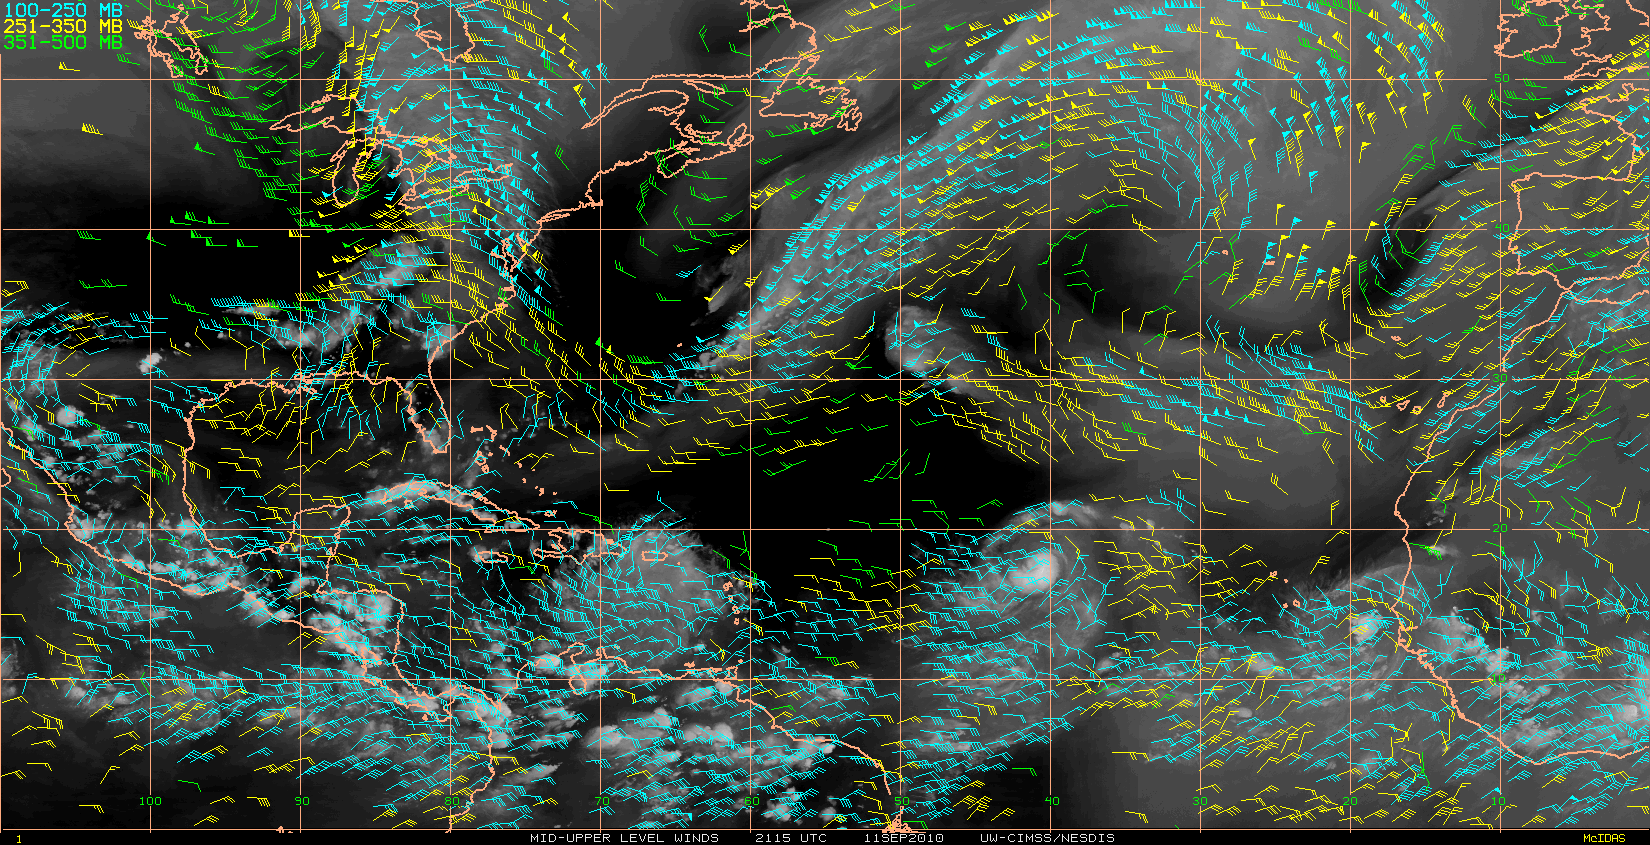 100-250 MB
251-350 MB
351-500 MB
50
40
30
20
10
100 90 80 70 60 50 40 30 20 10
1 MID-UPPER LEVEL WINDS 2115 UTC 11SEP2010 UW-CIMSS/NESDIS McIDAS